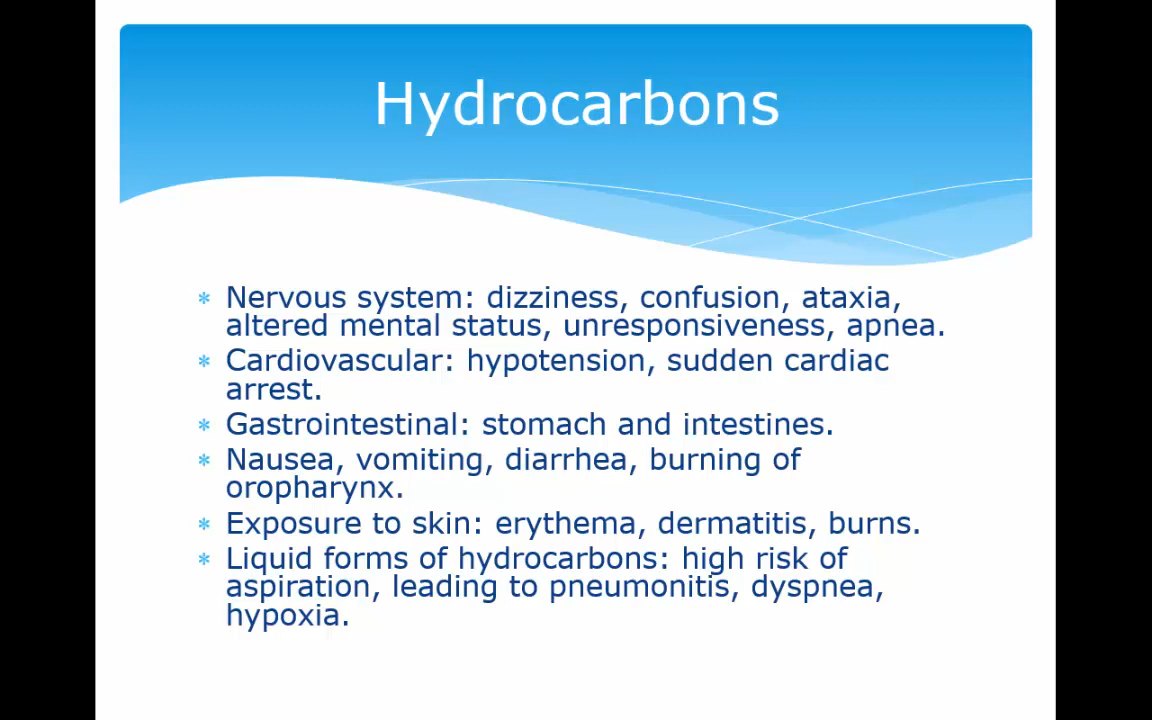 Hydrocarbons
* Nervous system: dizziness, confusion, ataxia,
altered mental status, unresponsiveness, apnea.
* Cardiovascular: hypotension, sudden cardiac
arrest.
* Gastrointestinal: stomach and intestines.
* Nausea, vomiting, diarrhea, burning of
oropharynx.
* Exposure to skin: erythema, dermatitis, burns.
* Liquid forms of hydrocarbons: high risk of
aspiration, leading to pneumonitis, dyspnea,
hypoxia.